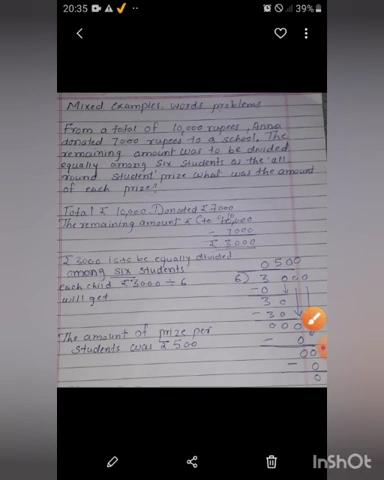 20:35
39%
Mixed examples. words problems
From a total of 10,000 rupees, Anna
donated 7000 rupees to a school. The
remaining amount was to be divided
equally among six students as the 'all
round student' prize what was the amount
of each prize?
Total ₹ 10,000 Donated ₹ 7000
The remaining amount ₹
10,000
- 7000
₹ 3000
₹ 3000 is to be equally divided
among six students
Each child ₹ 3000 ÷ 6
will get
0500
6) 3000
-0
30
-30
000
- 0
00
- 0
0
The amount of prize per
students was ₹ 500
InShOt